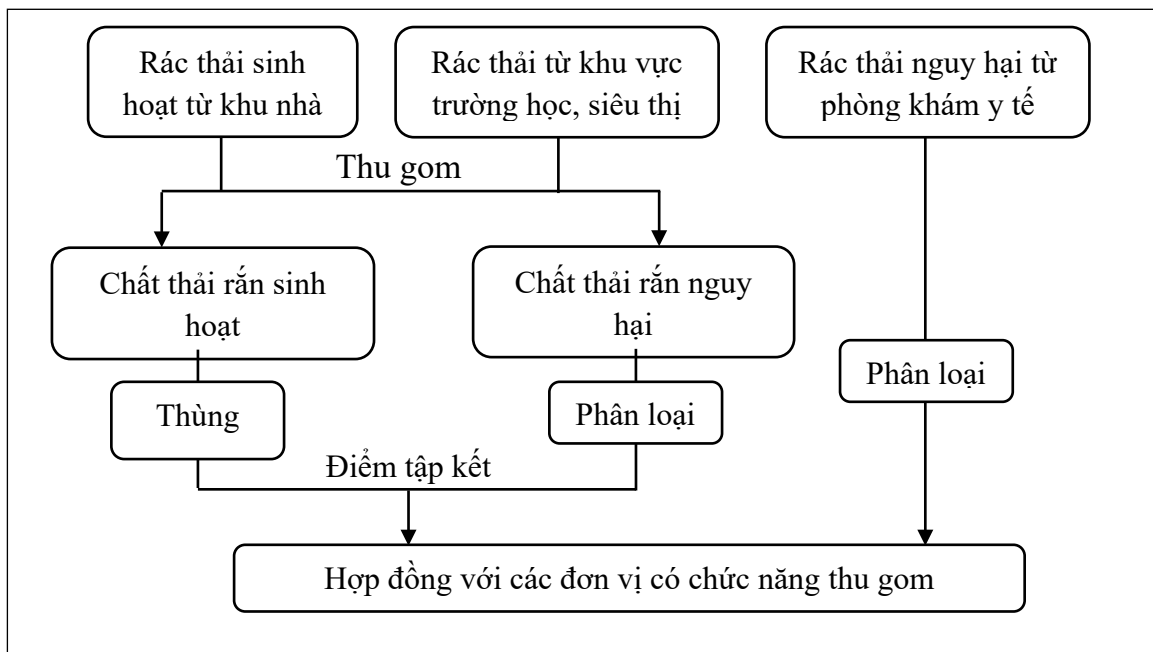 Rác thải sinh
hoạt từ khu nhà
Rác thải từ khu vực
trường học, siêu thị
Rác thải nguy hại từ
phòng khám y tế
Thu gom
Chất thải rắn sinh
hoạt
Chất thải rắn nguy
hại
Phân loại
Thùng
Phân loại
Điểm tập kết
Hợp đồng với các đơn vị có chức năng thu gom